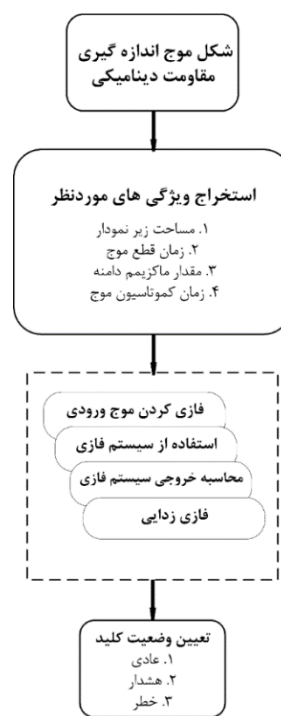 شکل موج اندازه گیری
مقاومت دینامیکی
استخراج ویژگی های موردنظر
۱. مساحت زیر نمودار
۲. زمان قطع موج
۳. مقدار ماکزیمم دامنه
۴. زمان کموتاسیون موج
فازی کردن موج ورودی
استفاده از سیستم فازی
محاسبه خروجی سیستم فازی
فازی زدایی
تعیین وضعیت کلید
۱. عادی
۲. هشدار
۳. خطر